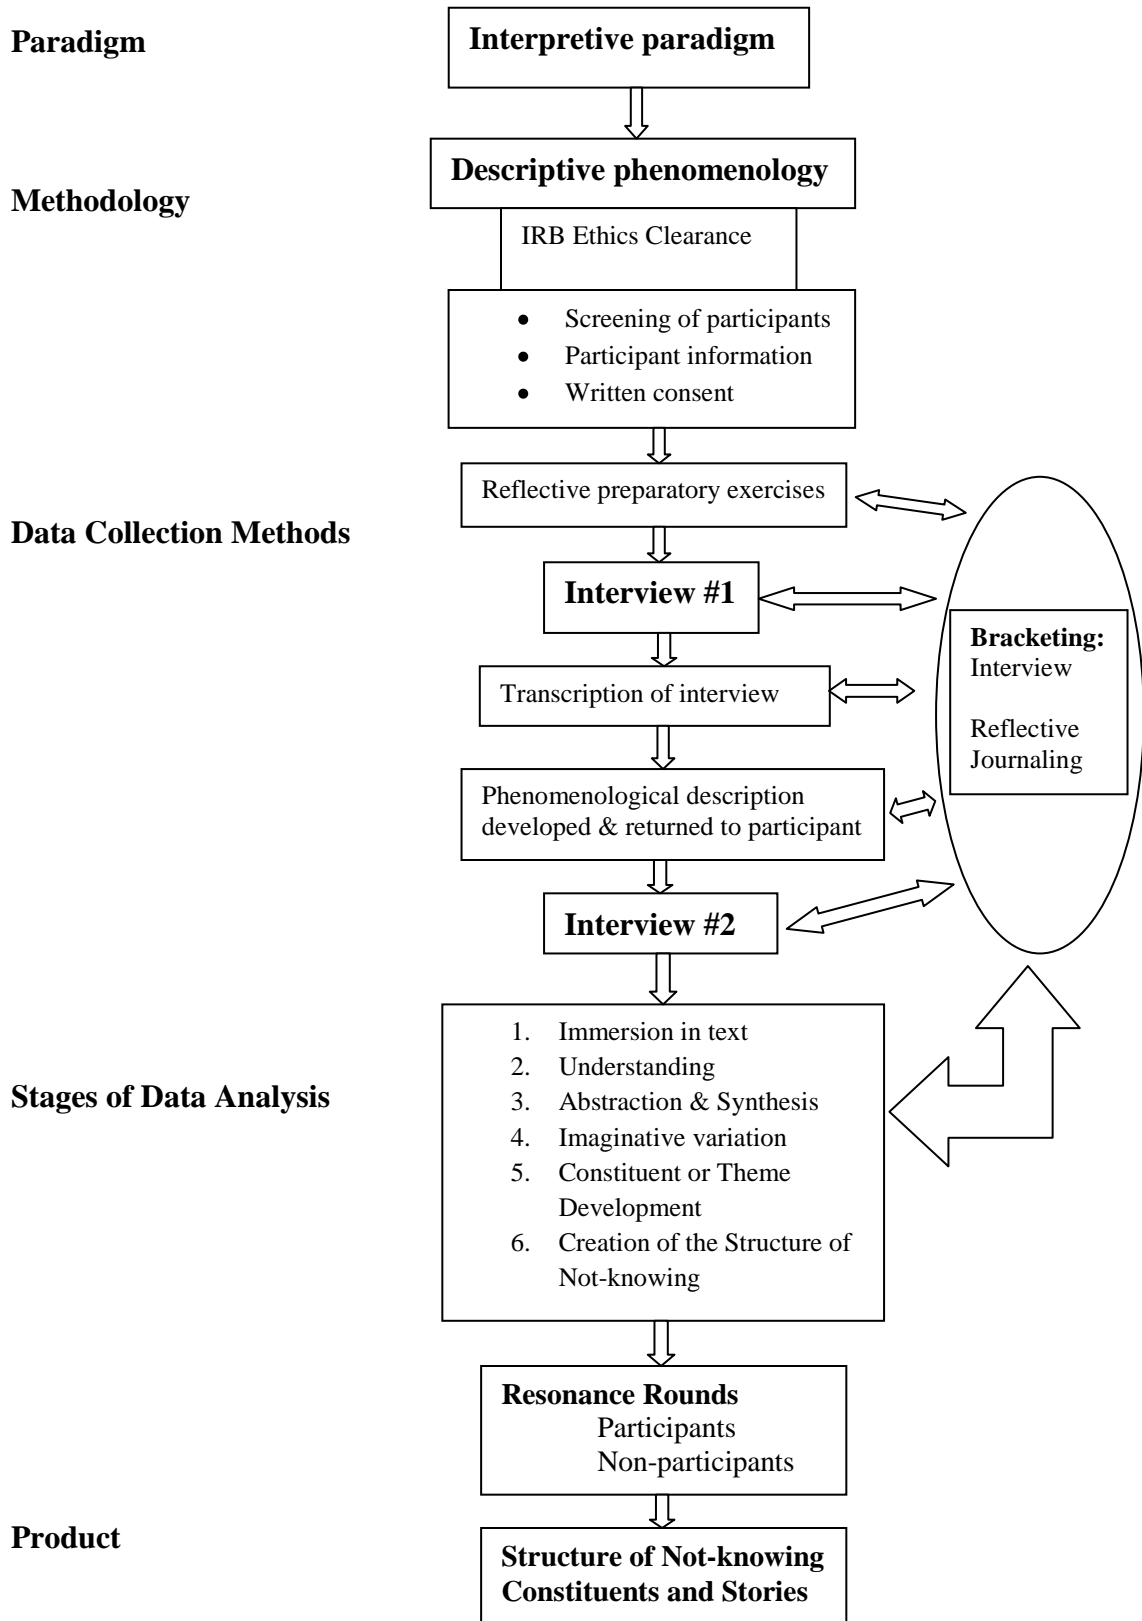 Paradigm
Interpretive paradigm
Methodology
Descriptive phenomenology
IRB Ethics Clearance
• Screening of participants
• Participant information
• Written consent
Data Collection Methods
Reflective preparatory exercises
Interview #1
Transcription of interview
Phenomenological description
developed & returned to participant
Interview #2
Bracketing:
Interview
Reflective
Journaling
Stages of Data Analysis
1. Immersion in text
2. Understanding
3. Abstraction & Synthesis
4. Imaginative variation
5. Constituent or Theme
Development
6. Creation of the Structure of
Not-knowing
Resonance Rounds
Participants
Non-participants
Product
Structure of Not-knowing
Constituents and Stories